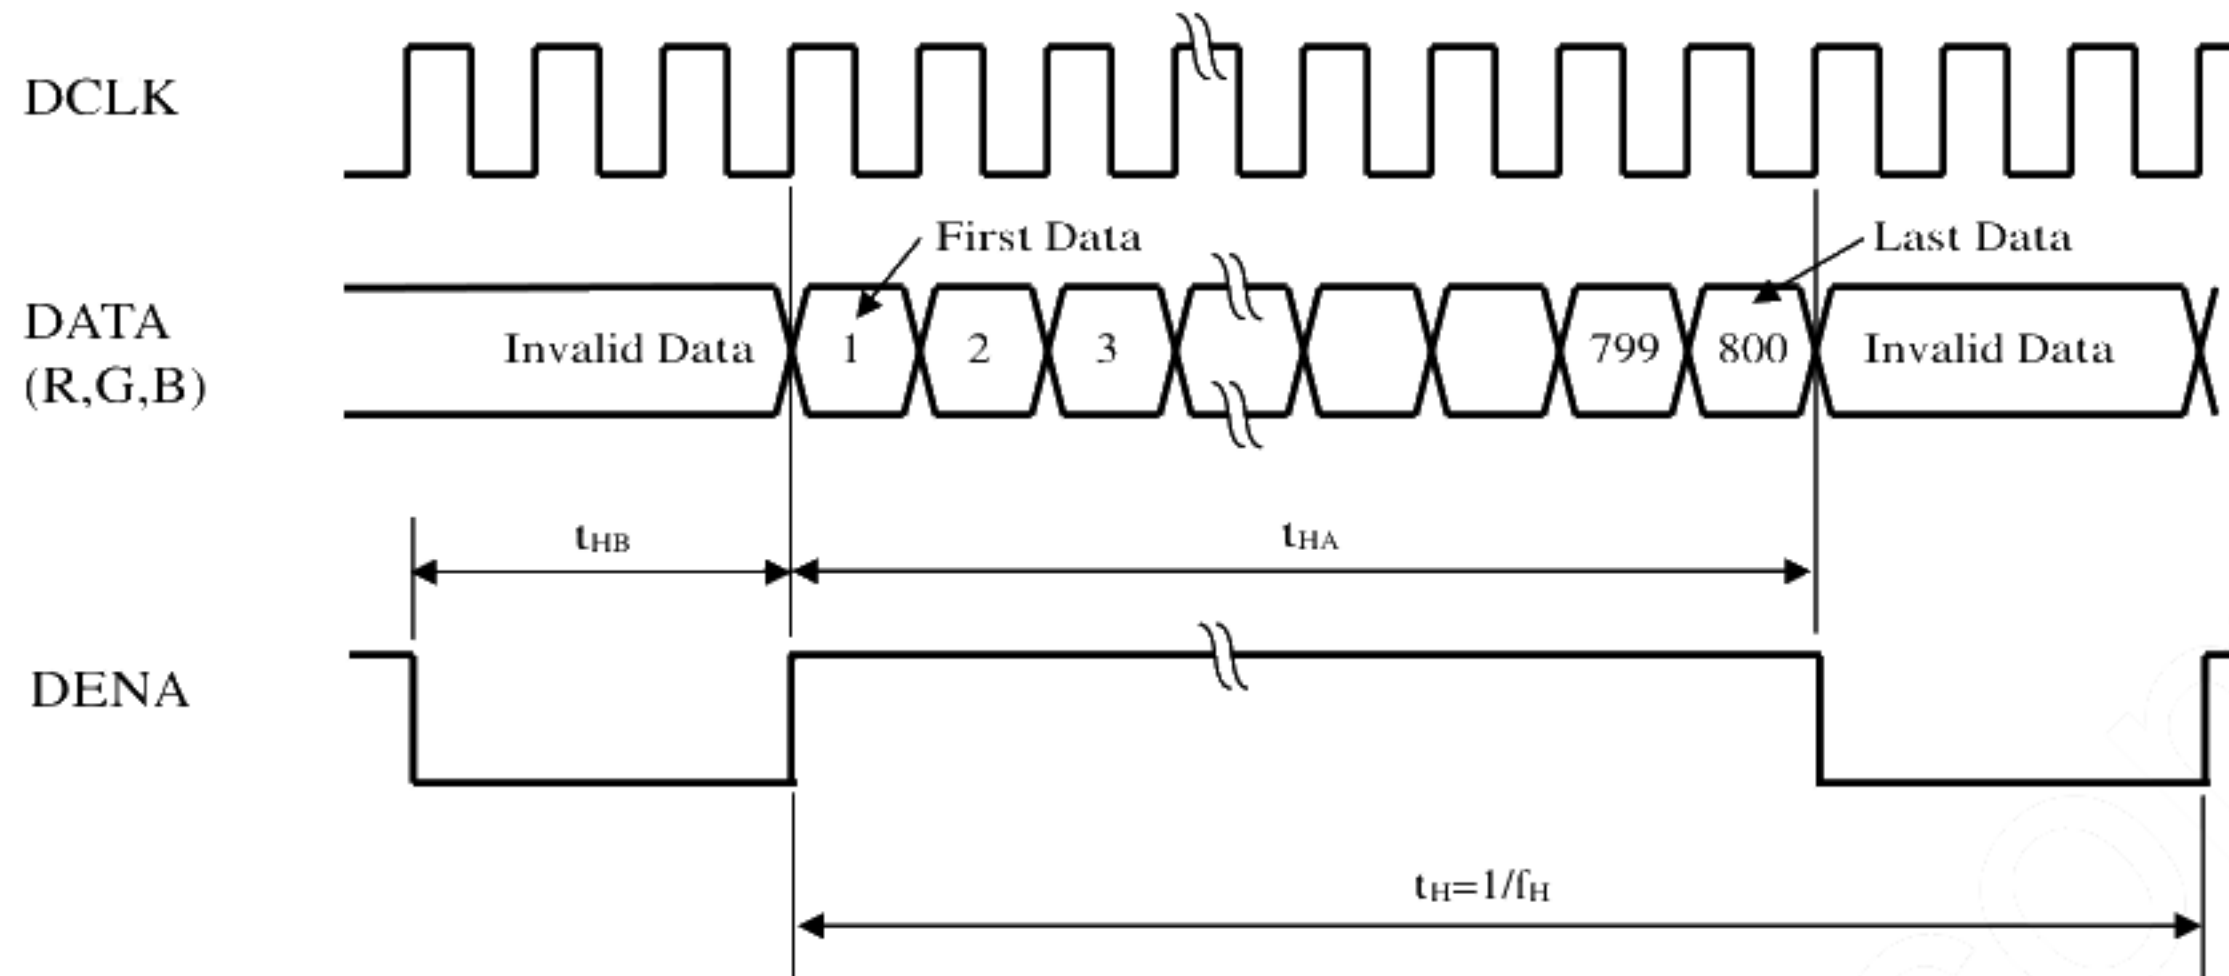 DCLK
First Data
Last Data
DATA
(R,G,B)
Invalid Data 1 2 3 799 800 Invalid Data
tHB
tHA
DENA
tH=1/fH